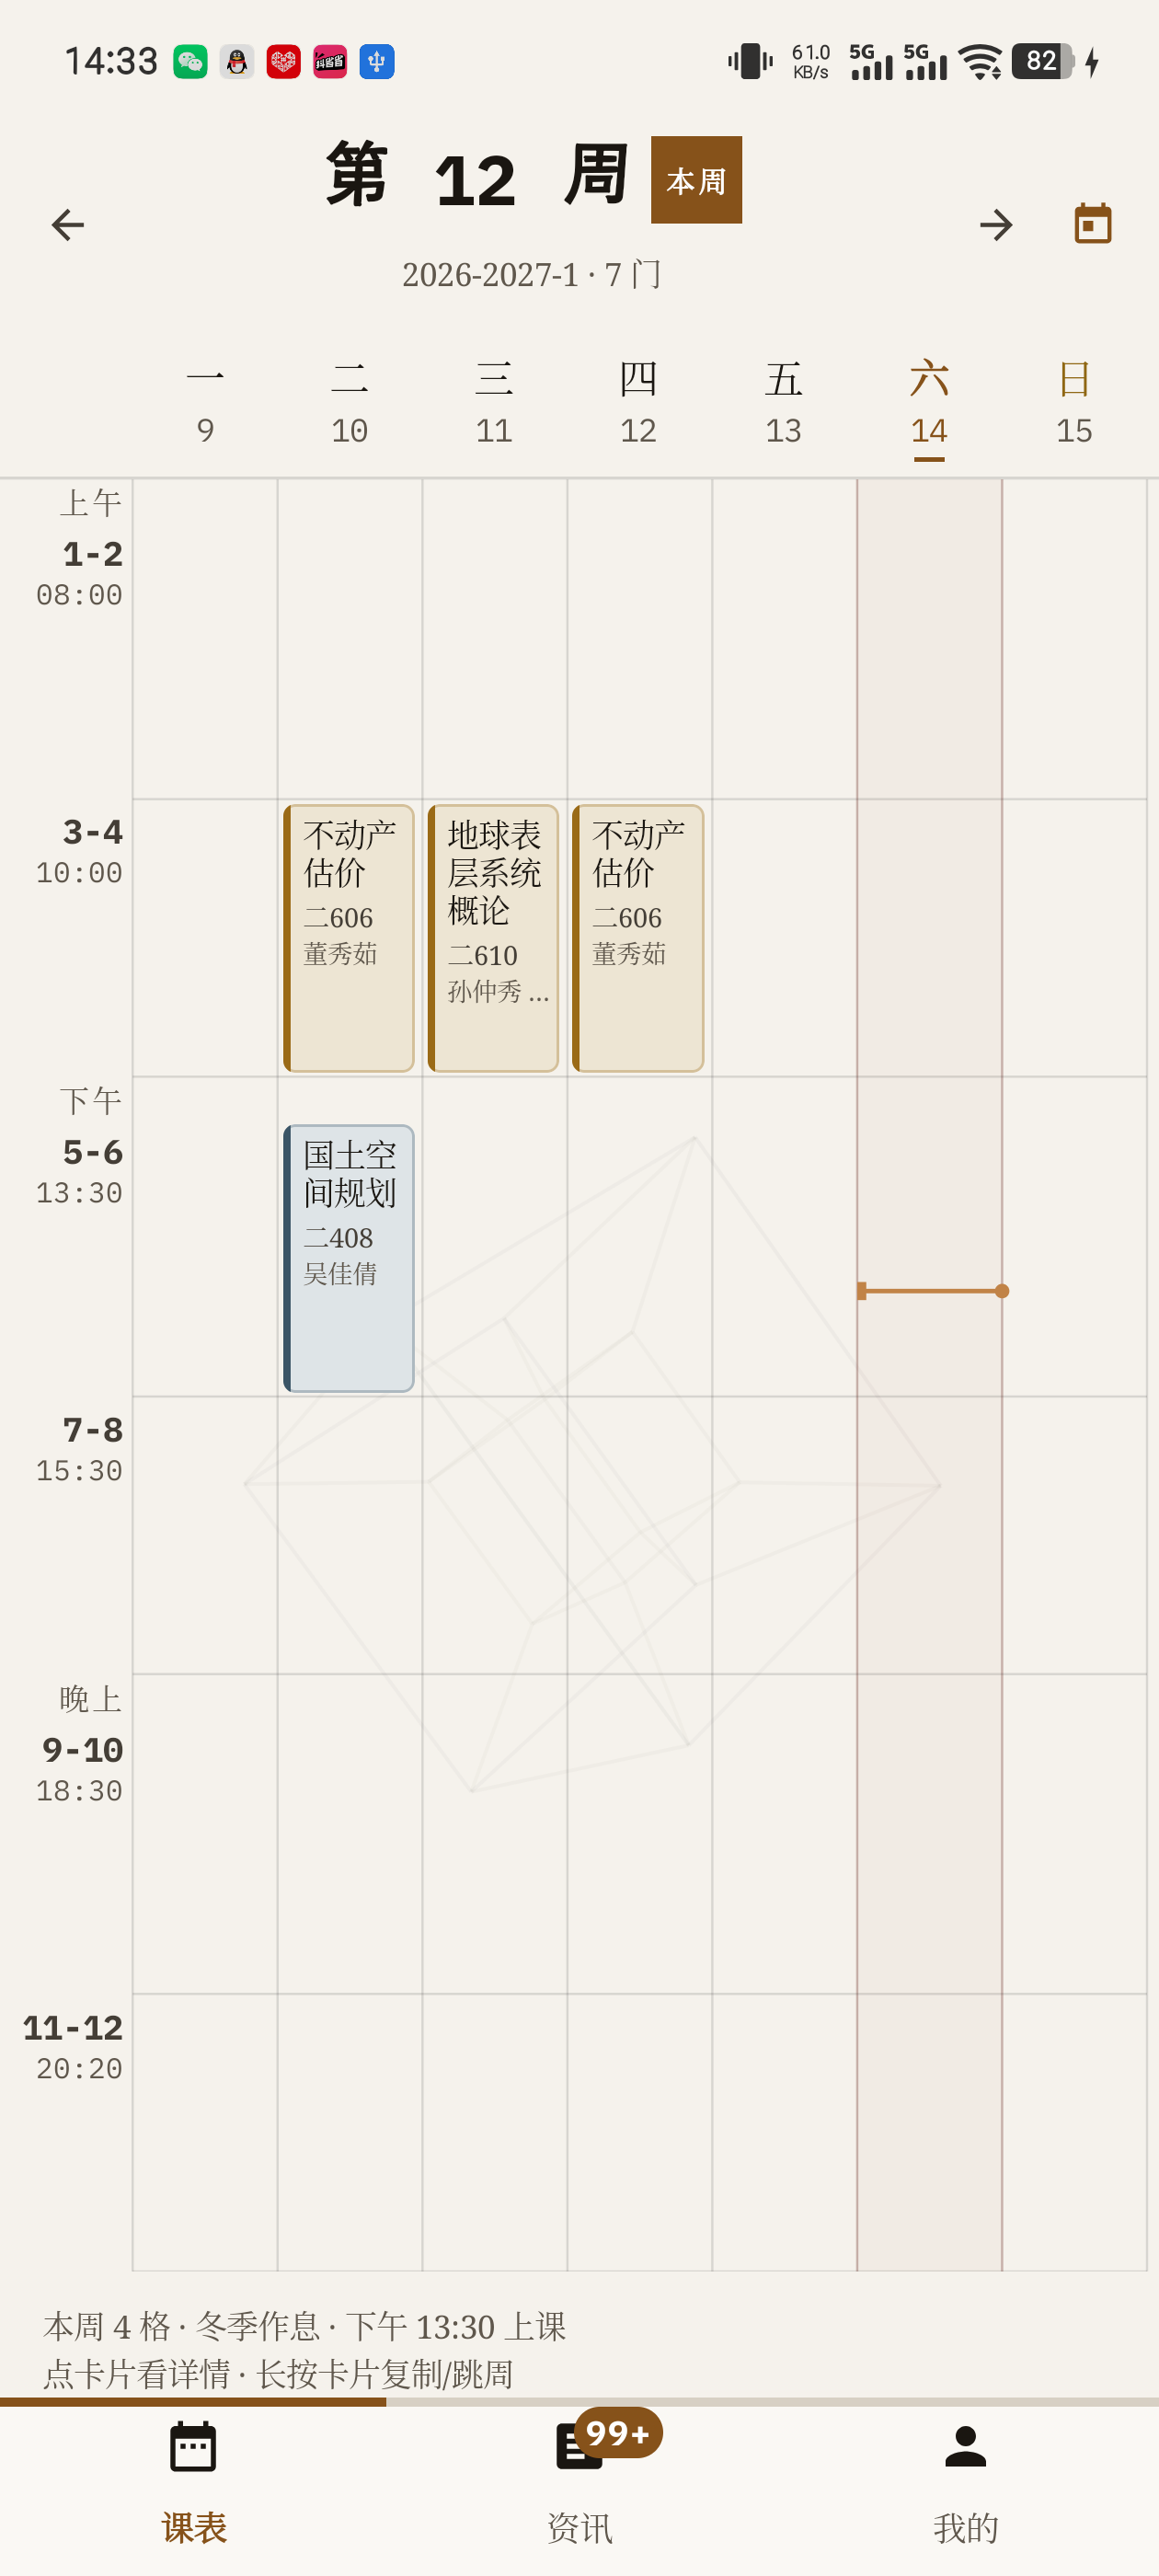 14:33
61.0
KB/s
5G
5G
82
抖省省
第 12 周
本周
2026-2027-1 · 7 门
一 二 三 四 五 六 日
9 10 11 12 13 14 15
上午
1-2
08:00
3-4
10:00
不动产
估价
二606
董秀茹
地球表
层系统
概论
二610
孙仲秀 ...
不动产
估价
二606
董秀茹
下午
5-6
13:30
国土空
间规划
二408
吴佳倩
7-8
15:30
晚上
9-10
18:30
11-12
20:20
本周 4 格 · 冬季作息 · 下午 13:30 上课
点卡片看详情 · 长按卡片复制/跳周
99+
课表
资讯
我的